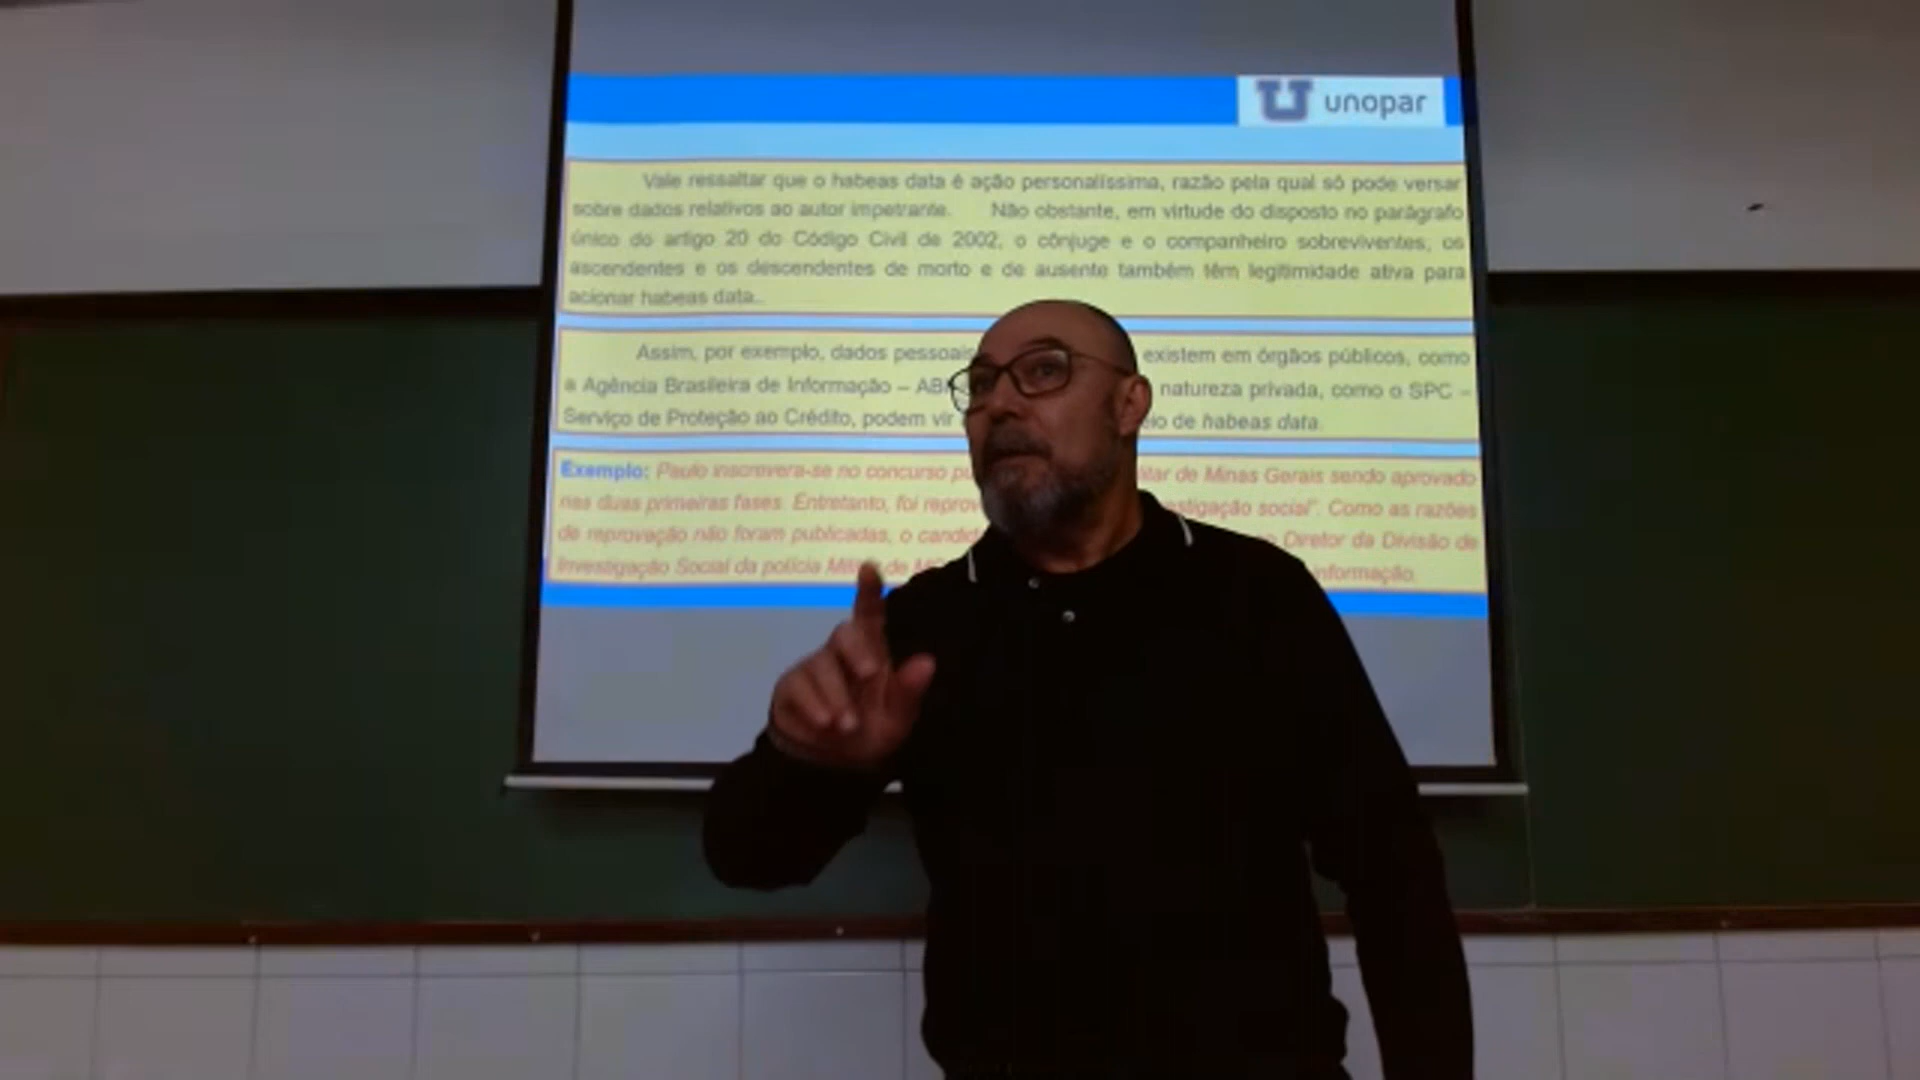 unopar
Vale ressaltar que o habeas data é ação personalíssima, razão pela qual só pode versar
sobre dados relativos ao autor impetrante. Não obstante, em virtude do disposto no parágrafo
único do artigo 20 do Código Civil de 2002, o cônjuge e o companheiro sobreviventes, os
ascendentes e os descendentes de morto e de ausente também têm legitimidade ativa para
acionar habeas data..
Assim, por exemplo, dados pessoais existem em órgãos públicos, como
a Agência Brasileira de Informação – natureza privada, como o SPC –
Serviço de Proteção ao Crédito, podem vir de habeas data.
Exemplo: Paulo inscrevera-se no concurso de Minas Gerais sendo aprovado
nas duas primeiras fases. Entretanto, foi social". Como as razões
de reprovação não foram publicadas, o Diretor da Divisão de
Investigação Social da polícia de informação.